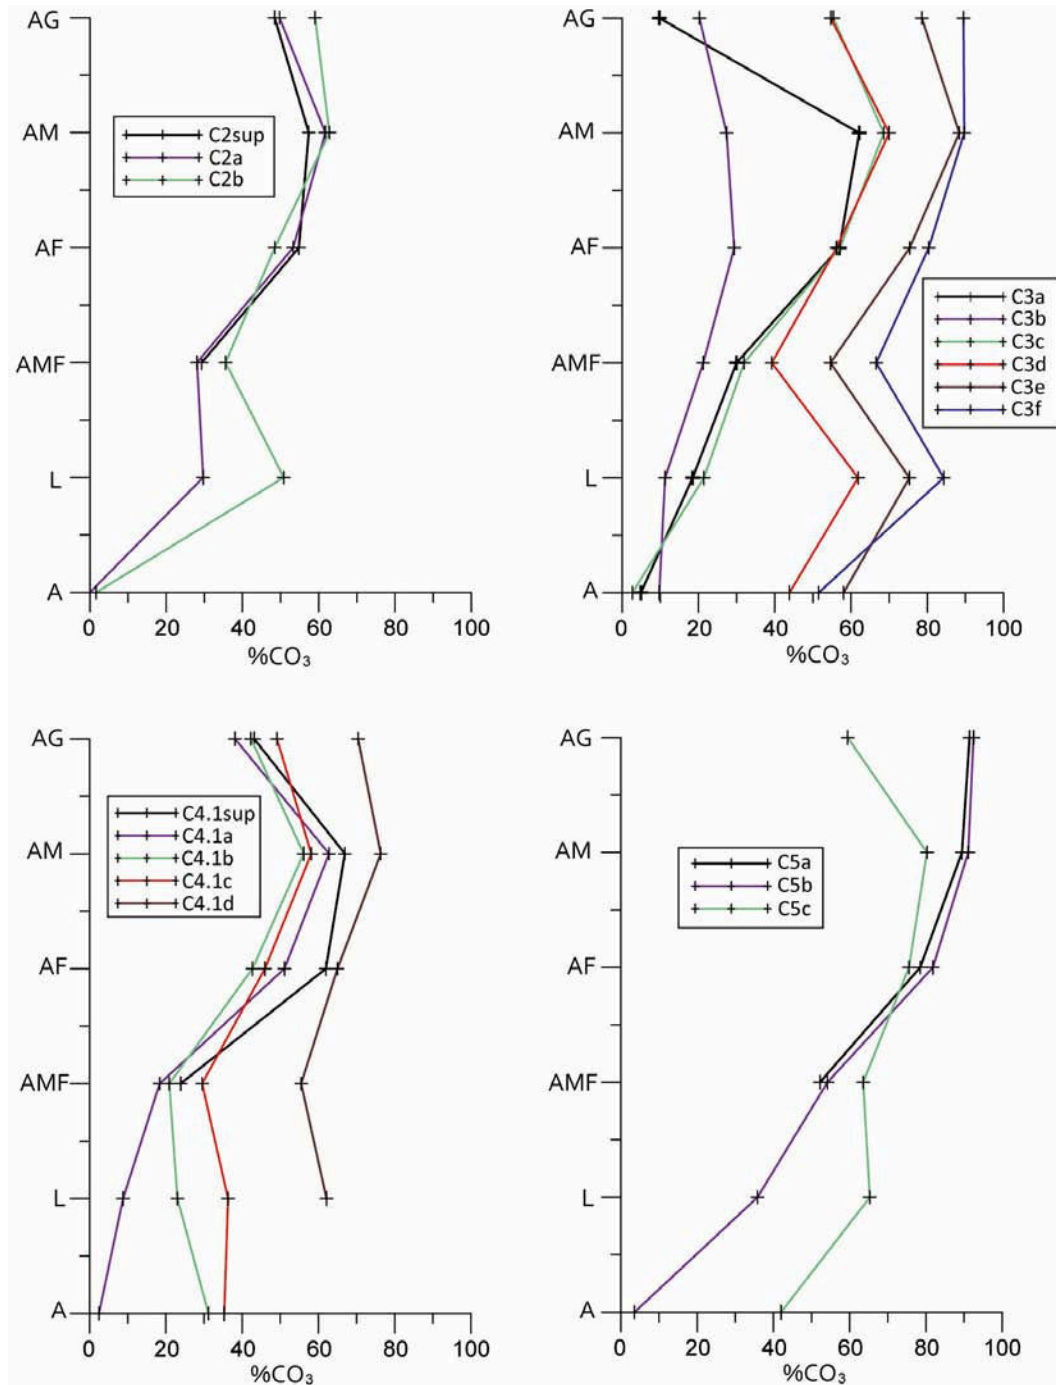 AG
AM
AF
AMF
L
A
C2sup
C2a
C2b
0 20 40 60 80 100
%CO₃
AG
AM
AF
AMF
L
A
C3a
C3b
C3c
C3d
C3e
C3f
0 20 40 60 80 100
%CO₃
AG
AM
AF
AMF
L
A
C4.1sup
C4.1a
C4.1b
C4.1c
C4.1d
0 20 40 60 80 100
%CO₃
AG
AM
AF
AMF
L
A
C5a
C5b
C5c
0 20 40 60 80 100
%CO₃